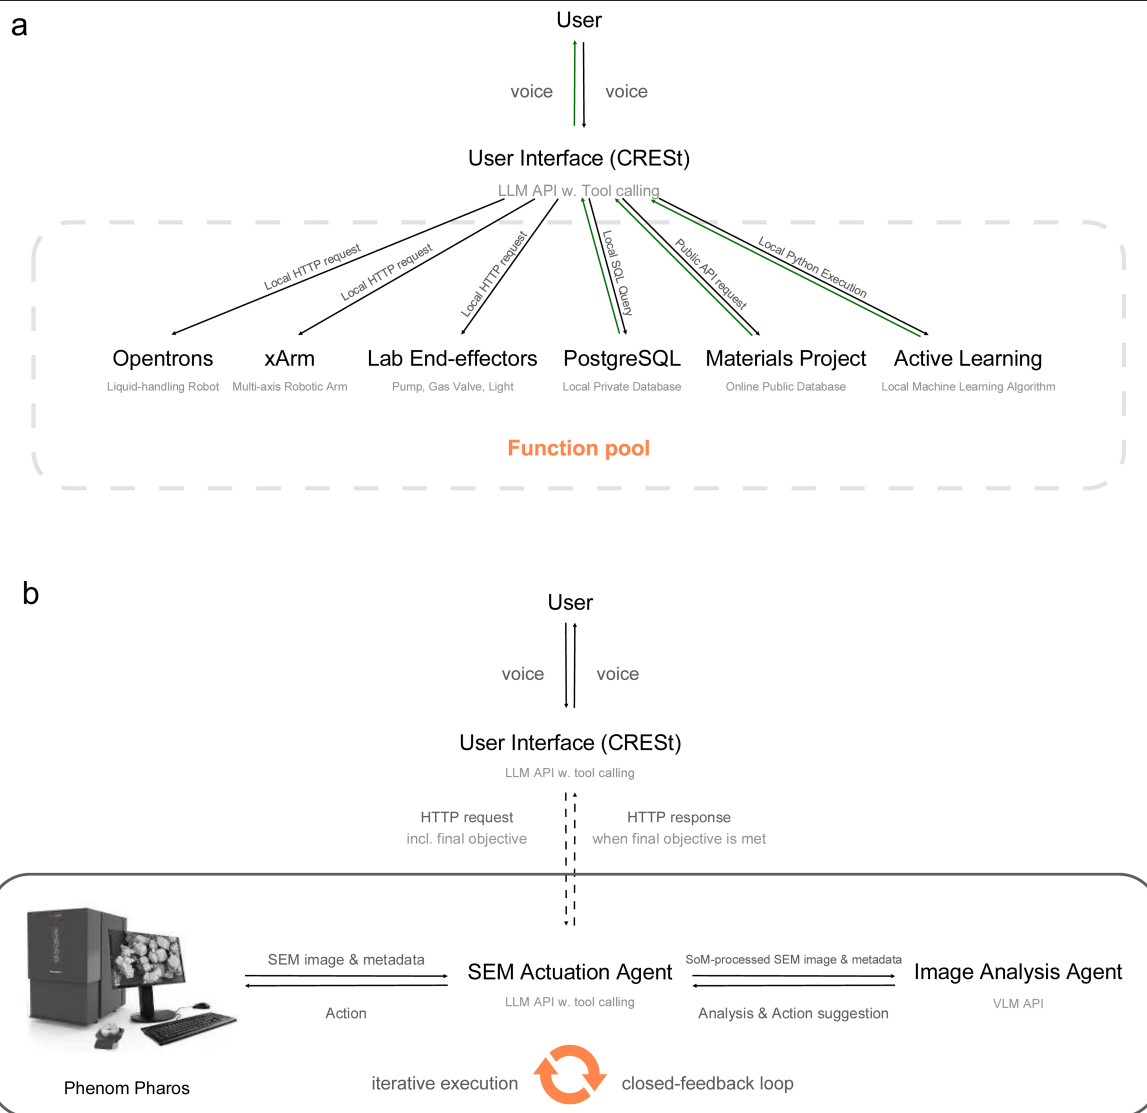 a
User
voice
voice
User Interface (CRESt)
LLM API w. Tool calling
Local HTTP request
Local HTTP request
Local HTTP request
Local SQL Query
Public API request
Local Python Execution
Opentrons
xArm
Lab End-effectors
PostgreSQL
Materials Project
Active Learning
Liquid-handling Robot
Multi-axis Robotic Arm
Pump, Gas Valve, Light
Local Private Database
Online Public Database
Local Machine Learning Algorithm
Function pool
b
User
voice
voice
User Interface (CRESt)
LLM API w. tool calling
HTTP request
incl. final objective
HTTP response
when final objective is met
SEM image & metadata
Action
SEM Actuation Agent
LLM API w. tool calling
SoM-processed SEM image & metadata
Analysis & Action suggestion
Image Analysis Agent
VLM API
Phenom Pharos
iterative execution
closed-feedback loop